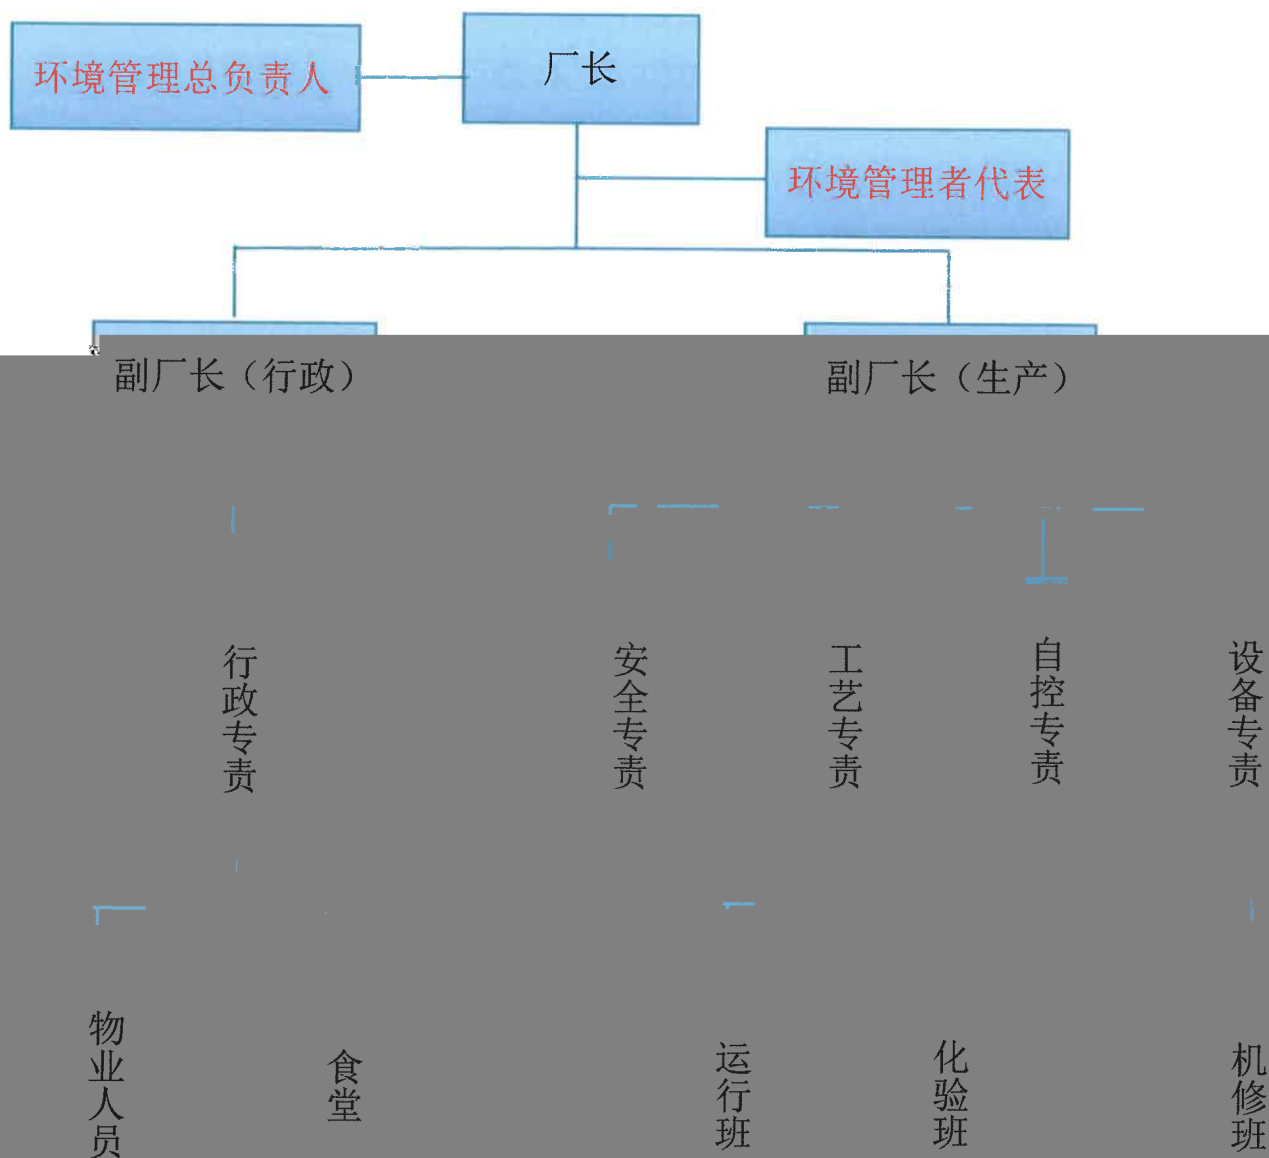 环境管理总负责人
厂长
环境管理者代表
副厂长（行政）
副厂长（生产）
行政专责
安全专责
工艺专责
自控专责
设备专责
物业人员
食堂
运行班
化验班
机修班